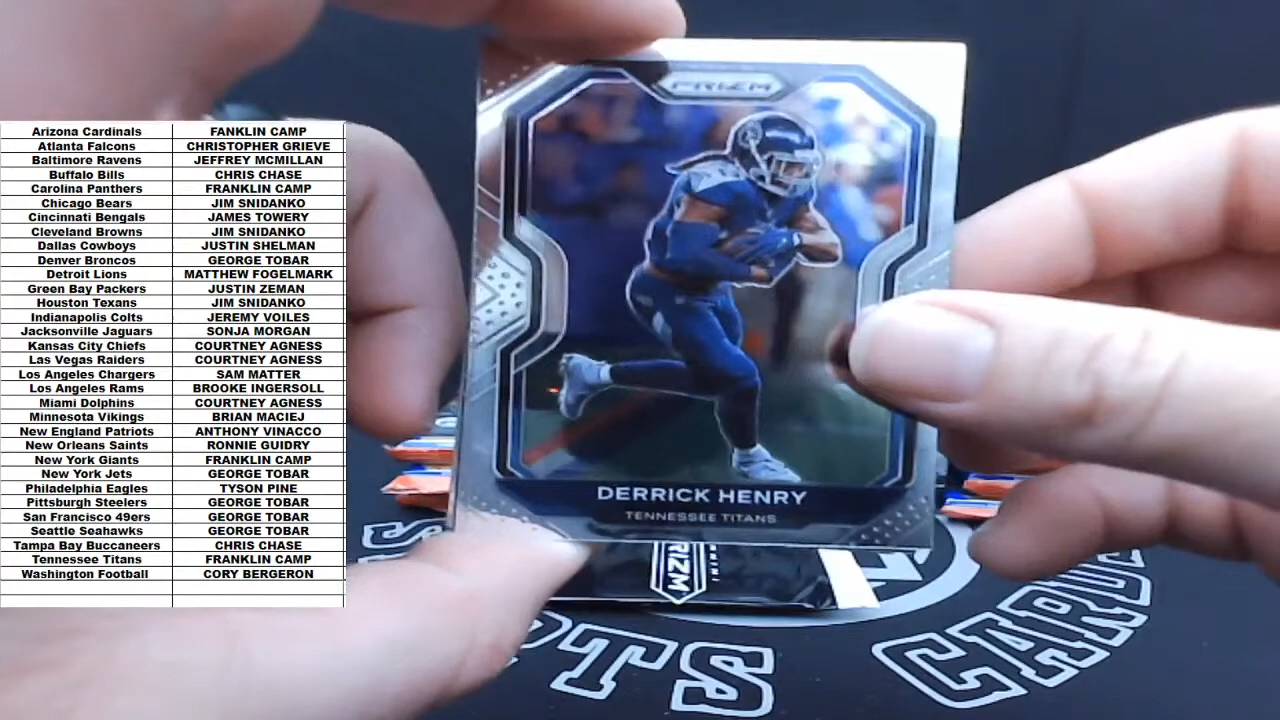 Arizona Cardinals FANKLIN CAMP
Atlanta Falcons CHRISTOPHER GRIEVE
Baltimore Ravens JEFFREY MCMILLAN
Buffalo Bills CHRIS CHASE
Carolina Panthers FRANKLIN CAMP
Chicago Bears JIM SNIDANKO
Cincinnati Bengals JAMES TOWERY
Cleveland Browns JIM SNIDANKO
Dallas Cowboys JUSTIN SHELMAN
Denver Broncos GEORGE TOBAR
Detroit Lions MATTHEW FOGELMARK
Green Bay Packers JUSTIN ZEMAN
Houston Texans JIM SNIDANKO
Indianapolis Colts JEREMY VOILES
Jacksonville Jaguars SONJA MORGAN
Kansas City Chiefs COURTNEY AGNESS
Las Vegas Raiders COURTNEY AGNESS
Los Angeles Chargers SAM MATTER
Los Angeles Rams BROOKE INGERSOLL
Miami Dolphins COURTNEY AGNESS
Minnesota Vikings BRIAN MACIEJ
New England Patriots ANTHONY VINACCO
New Orleans Saints RONNIE GUIDRY
New York Giants FRANKLIN CAMP
New York Jets GEORGE TOBAR
Philadelphia Eagles TYSON PINE
Pittsburgh Steelers GEORGE TOBAR
San Francisco 49ers GEORGE TOBAR
Seattle Seahawks GEORGE TOBAR
Tampa Bay Buccaneers CHRIS CHASE
Tennessee Titans FRANKLIN CAMP
Washington Football CORY BERGERON
PRIZM
DERRICK HENRY
TENNESSEE TITANS
PRIZM
PANINI